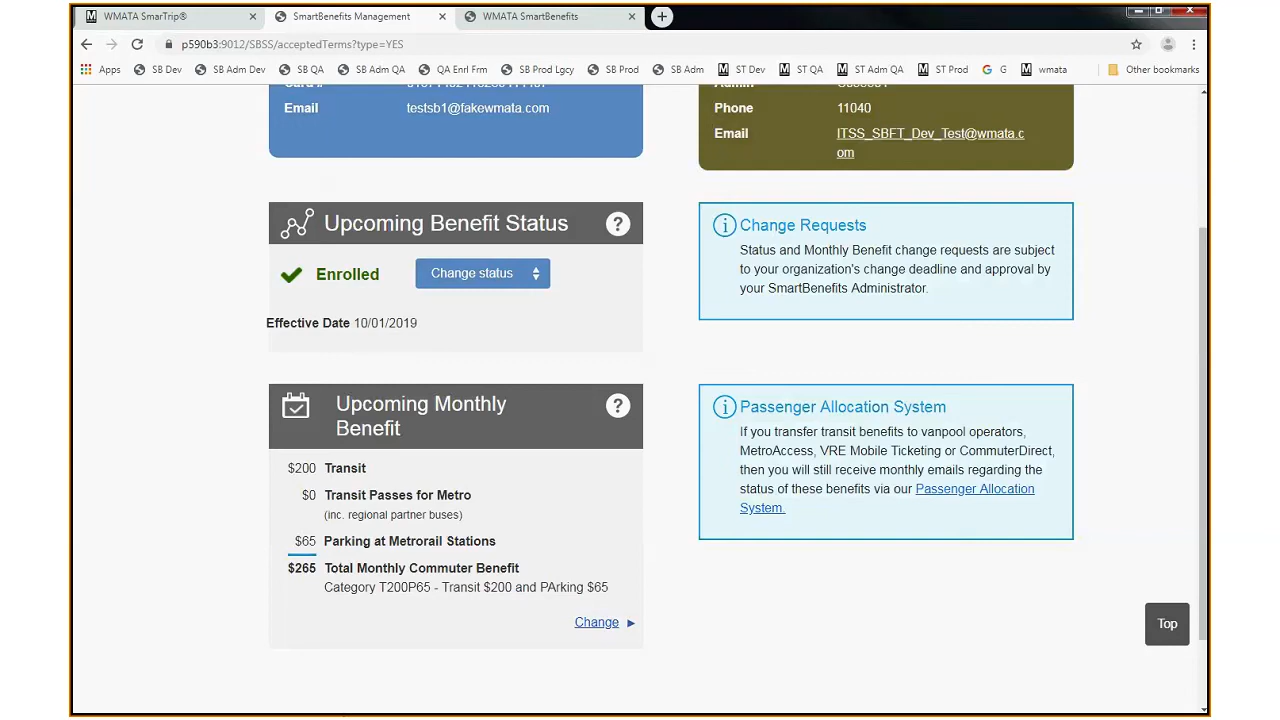 WMATA SmarTrip®
SmartBenefits Management
WMATA SmartBenefits
p590b3:9012/SBSS/acceptedTerms?type=YES
Apps SB Dev SB Adm Dev SB QA SB Adm QA QA Enrl Frm SB Prod Lgcy SB Prod SB Adm ST Dev ST QA ST Adm QA ST Prod G wmata Other bookmarks
Email testsb1@fakewmata.com
Phone 11040
Email ITSS_SBFT_Dev_Test@wmata.c
om
Upcoming Benefit Status ?
Enrolled Change status
Effective Date 10/01/2019
Change Requests
Status and Monthly Benefit change requests are subject
to your organization's change deadline and approval by
your SmartBenefits Administrator.
Upcoming Monthly
Benefit ?
$200 Transit
$0 Transit Passes for Metro
(inc. regional partner buses)
$65 Parking at Metrorail Stations
$265 Total Monthly Commuter Benefit
Category T200P65 - Transit $200 and PArking $65
Change
Passenger Allocation System
If you transfer transit benefits to vanpool operators,
MetroAccess, VRE Mobile Ticketing or CommuterDirect,
then you will still receive monthly emails regarding the
status of these benefits via our Passenger Allocation
System.
Top